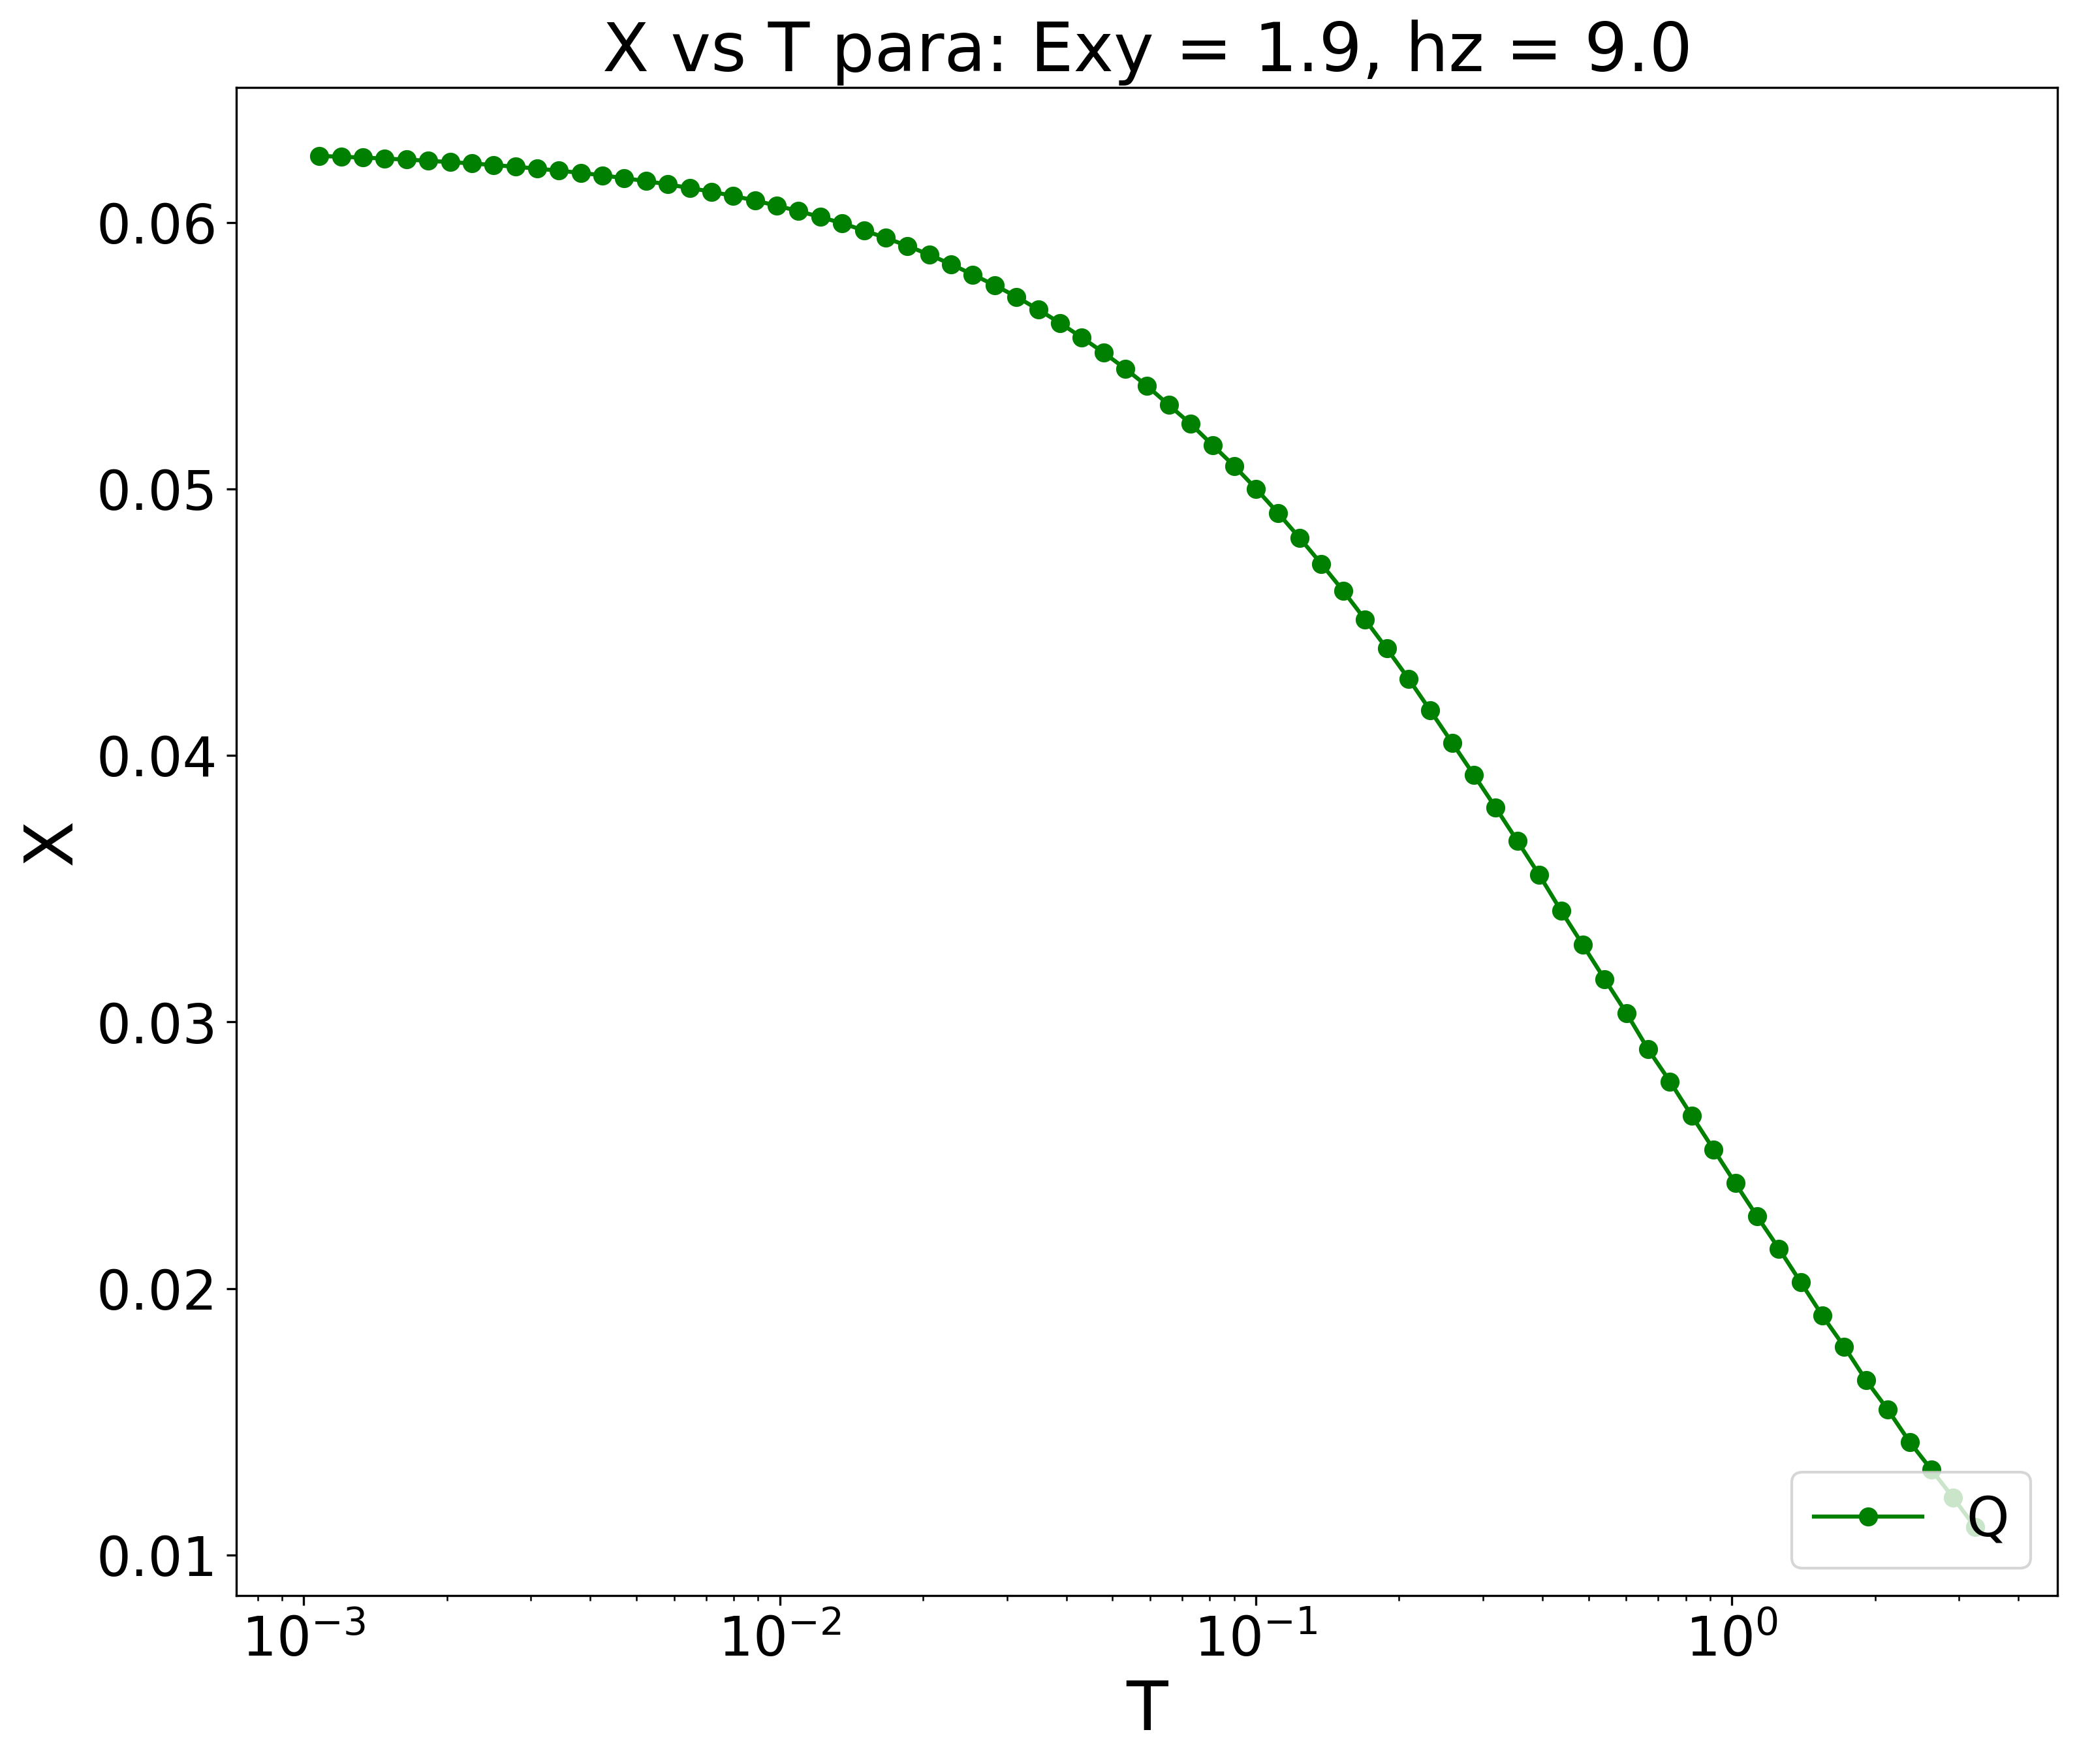 X vs T para: Exy = 1.9, hz = 9.0
X
0.06
0.05
0.04
0.03
0.02
0.01
Q
10⁻³ 10⁻² 10⁻¹ 10⁰
T